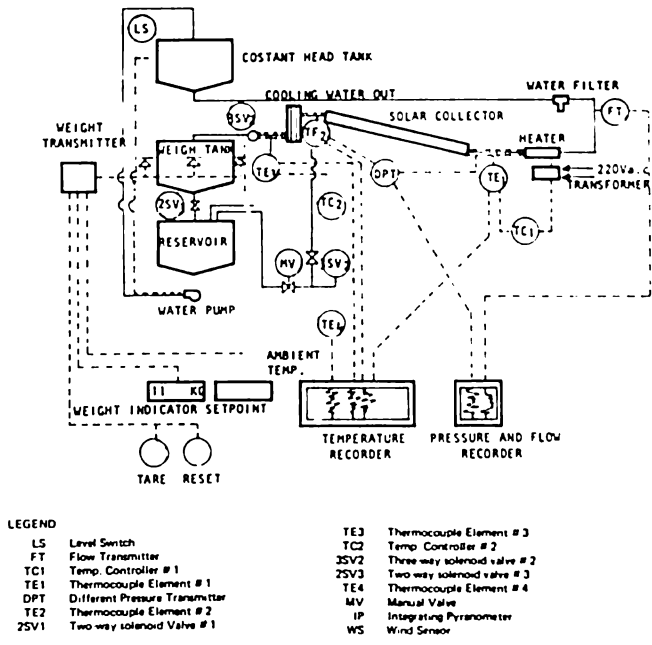 LS
COSTANT HEAD TANK
WATER FILTER
COOLING WATER OUT
FT
SOLAR COLLECTOR
WEIGHT
TRANSMITTER
WEIGH TANK
HEATER
DPT
220Va.c
TRANSFORMER
TC2
2SV1
RESERVOIR
TC1
MV
WATER PUMP
TE4
AMBIENT
TEMP.
11 KG
WEIGHT INDICATOR SETPOINT
TEMPERATURE
RECORDER
PRESSURE AND FLOW
RECORDER
TARE RESET
LEGEND
LS Level Switch
FT Flow Transmitter
TC1 Temp. Controller # 1
TE1 Thermocouple Element # 1
DPT Different Pressure Transmitter
TE2 Thermocouple Element # 2
2SV1 Two way solenoid Valve # 1
TE3 Thermocouple Element # 3
TC2 Temp Controller # 2
3SV2 Three way solenoid valve # 2
2SV3 Two way solenoid valve # 3
TE4 Thermocouple Element # 4
MV Manual Valve
IP Integrating Pyranometer
WS Wind Sensor